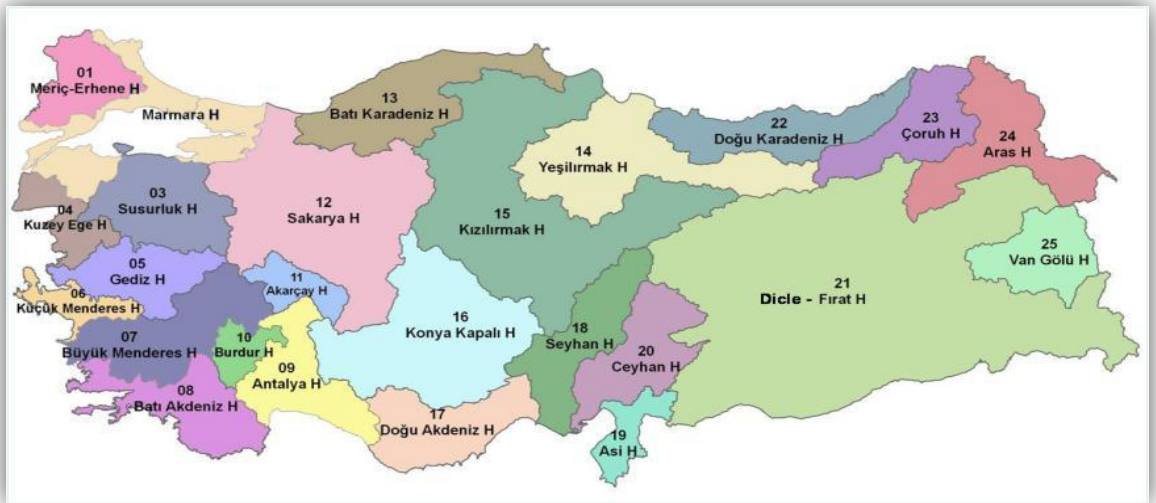 01
Meriç-Erhene H
Marmara H
03
Susurluk H
04
Kuzey Ege H
05
Gediz H
06
Küçük Menderes H
07
Büyük Menderes H
08
Batı Akdeniz H
09
Antalya H
10
Burdur H
11
Akarçay H
12
Sakarya H
13
Batı Karadeniz H
14
Yeşilırmak H
15
Kızılırmak H
16
Konya Kapalı H
17
Doğu Akdeniz H
18
Seyhan H
19
Asi H
20
Ceyhan H
21
Dicle - Fırat H
22
Doğu Karadeniz H
23
Çoruh H
24
Aras H
25
Van Gölü H